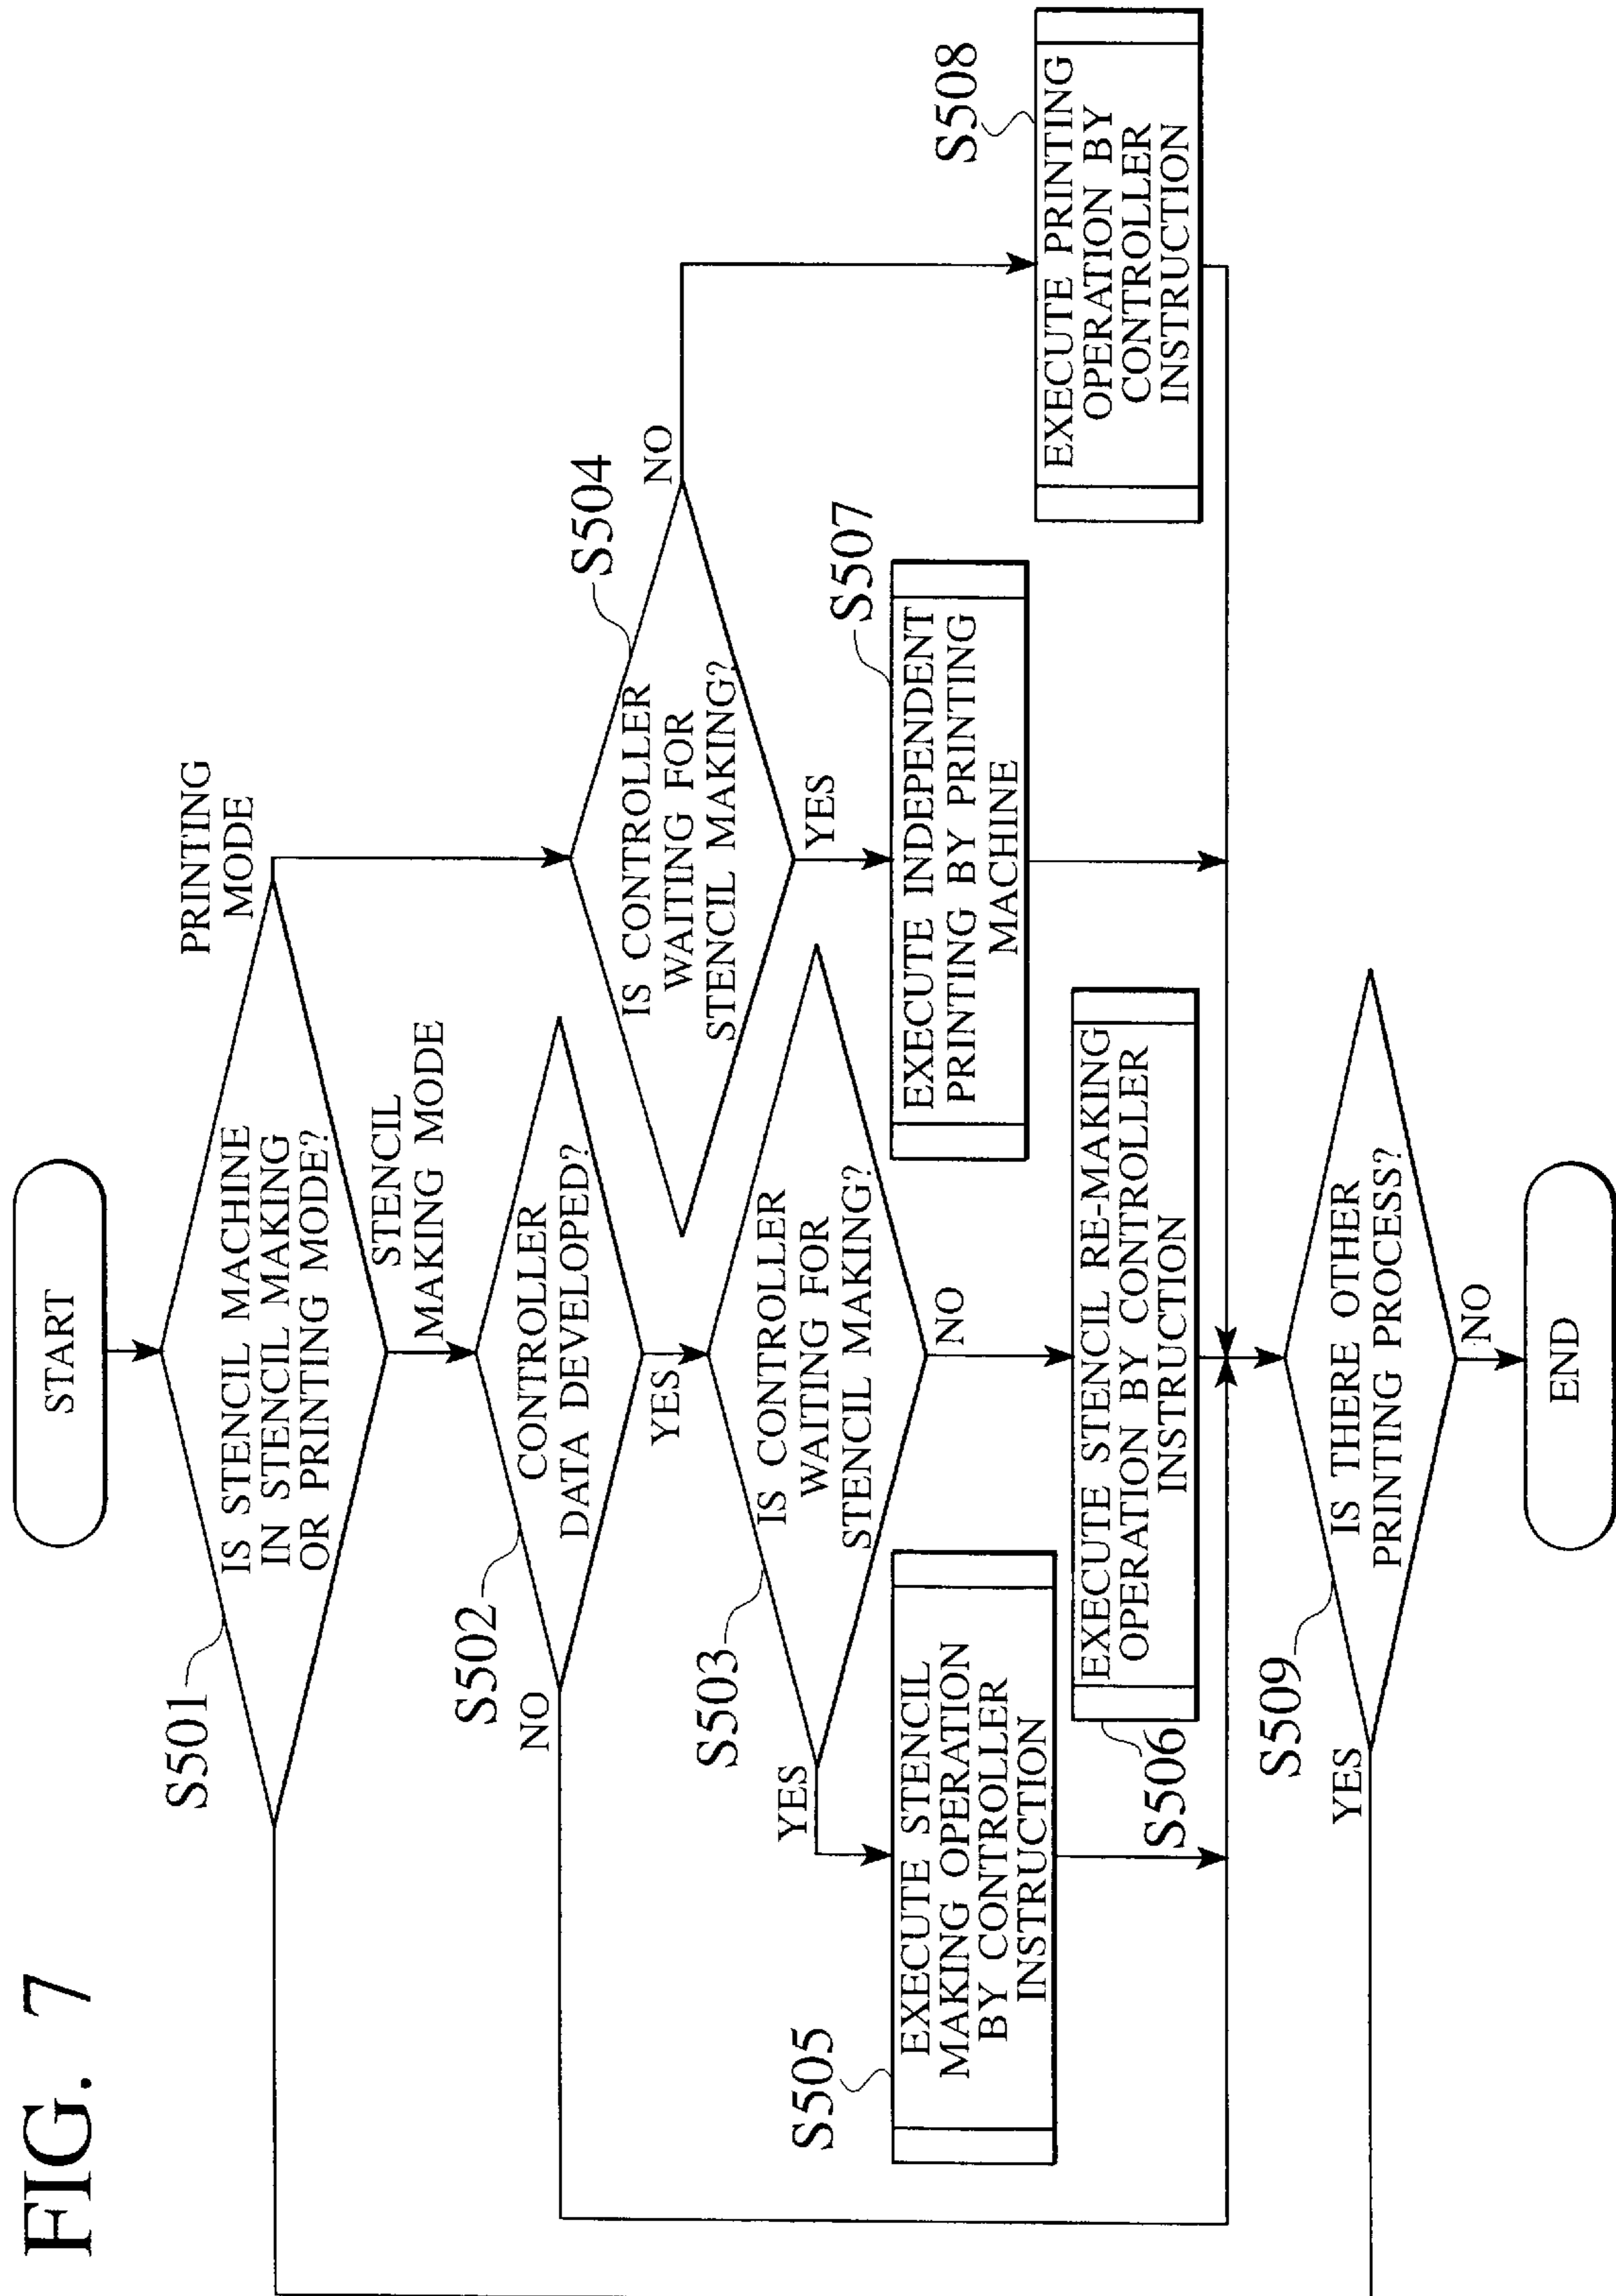 FIG. 7
START
S501
IS STENCIL MACHINE
IN STENCIL MAKING
OR PRINTING MODE?
PRINTING
MODE
STENCIL
MAKING MODE
S502
CONTROLLER
DATA DEVELOPED?
NO
YES
S503
IS CONTROLLER
WAITING FOR
STENCIL MAKING?
YES
NO
S504
IS CONTROLLER
WAITING FOR
STENCIL MAKING?
NO
YES
S505
EXECUTE STENCIL
MAKING OPERATION
BY CONTROLLER
INSTRUCTION
S507
EXECUTE INDEPENDENT
PRINTING BY PRINTING
MACHINE
S506
EXECUTE STENCIL RE-MAKING
OPERATION BY CONTROLLER
INSTRUCTION
S508
EXECUTE PRINTING
OPERATION BY
CONTROLLER
INSTRUCTION
S509
IS THERE OTHER
PRINTING PROCESS?
YES
NO
END